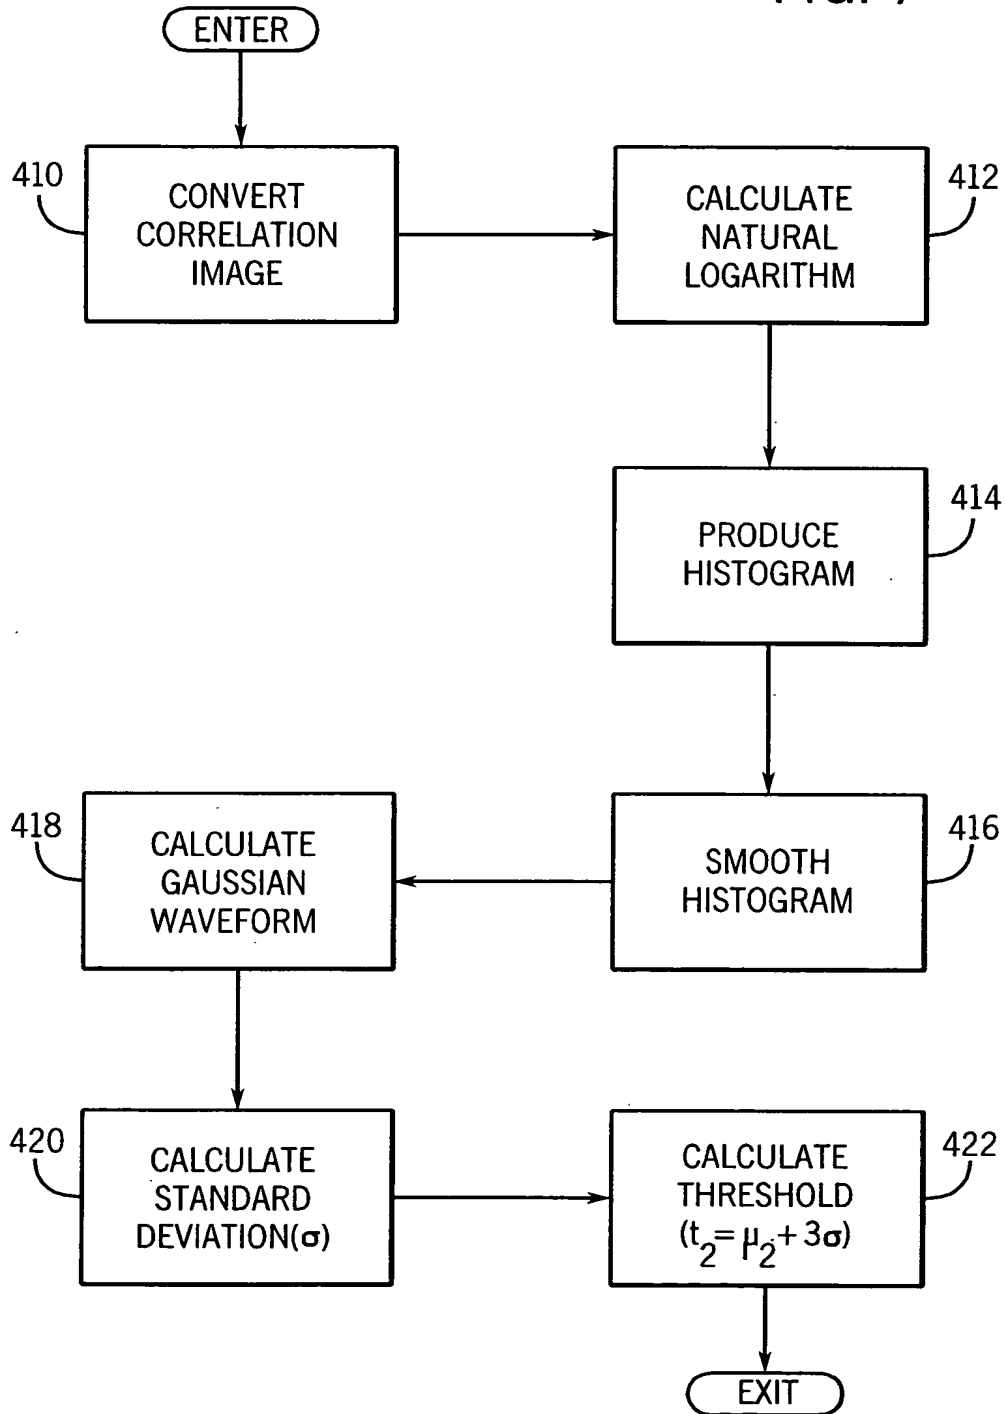 ENTER
410
CONVERT
CORRELATION
IMAGE
412
CALCULATE
NATURAL
LOGARITHM
414
PRODUCE
HISTOGRAM
416
SMOOTH
HISTOGRAM
418
CALCULATE
GAUSSIAN
WAVEFORM
420
CALCULATE
STANDARD
DEVIATION(σ)
422
CALCULATE
THRESHOLD
(t₂= μ₂+ 3σ)
EXIT